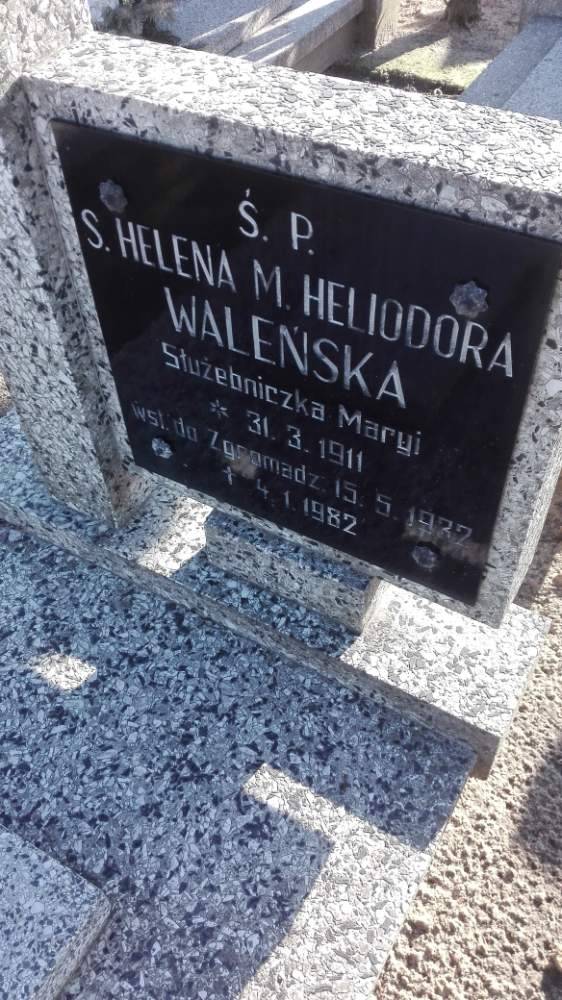 Ś. P.
S. HELENA M. HELIODORA
WALEŃSKA
Służebniczka Maryi
* 31. 3. 1911
wst. do Zgromadz. 15. 5. 1932
† 4. 1. 1982